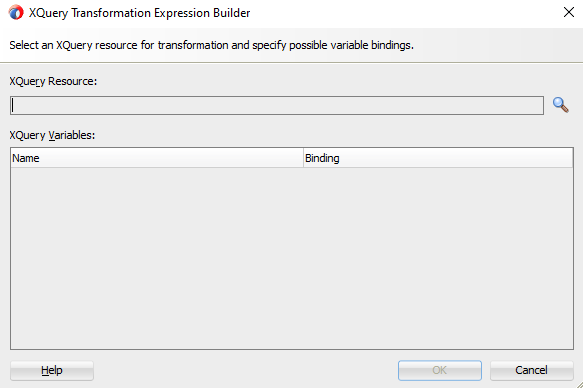 XQuery Transformation Expression Builder
Select an XQuery resource for transformation and specify possible variable bindings.
XQuery Resource:
XQuery Variables:
Name Binding
Help OK Cancel